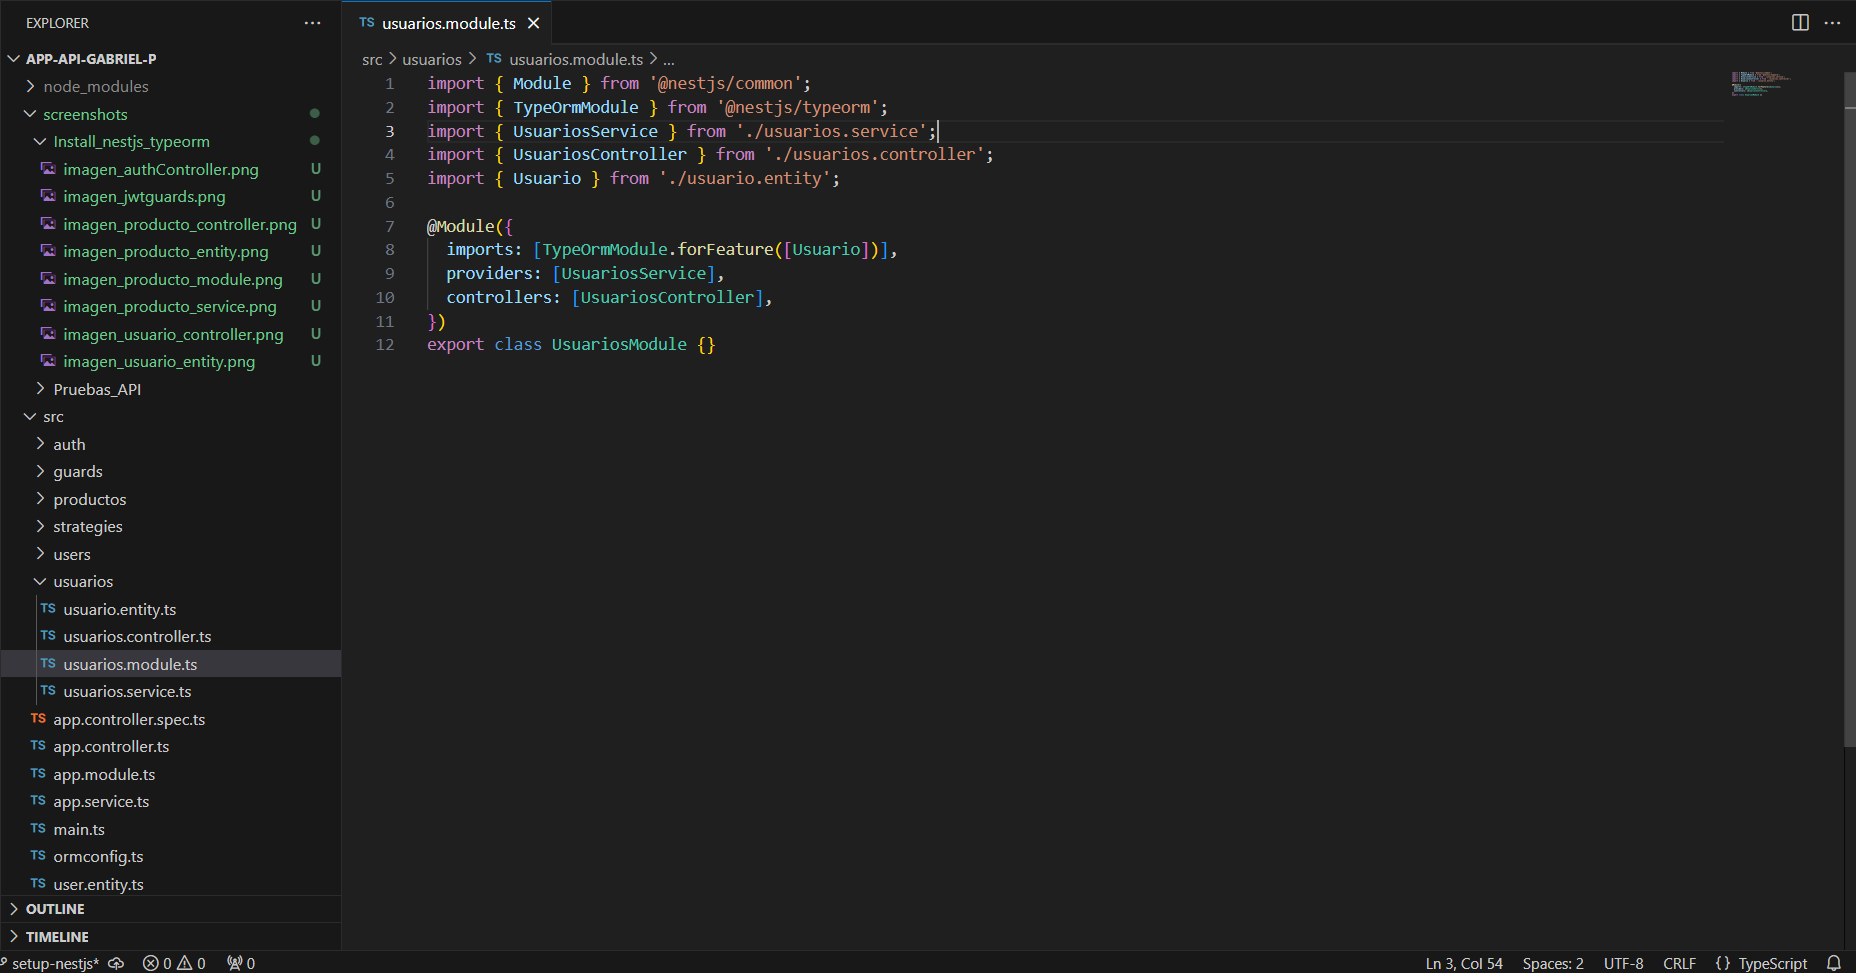 EXPLORER
APP-API-GABRIEL-P
node_modules
screenshots
Install_nestjs_typeorm
imagen_authController.png U
imagen_jwtguards.png U
imagen_producto_controller.png U
imagen_producto_entity.png U
imagen_producto_module.png U
imagen_producto_service.png U
imagen_usuario_controller.png U
imagen_usuario_entity.png U
Pruebas_API
src
auth
guards
productos
strategies
users
usuarios
TS usuario.entity.ts
TS usuarios.controller.ts
TS usuarios.module.ts
TS usuarios.service.ts
TS app.controller.spec.ts
TS app.controller.ts
TS app.module.ts
TS app.service.ts
TS main.ts
TS ormconfig.ts
TS user.entity.ts
OUTLINE
TIMELINE
TS usuarios.module.ts
src > usuarios > TS usuarios.module.ts > ...
1 import { Module } from '@nestjs/common';
2 import { TypeOrmModule } from '@nestjs/typeorm';
3 import { UsuariosService } from './usuarios.service';
4 import { UsuariosController } from './usuarios.controller';
5 import { Usuario } from './usuario.entity';
6
7 @Module({
8 imports: [TypeOrmModule.forFeature([Usuario])],
9 providers: [UsuariosService],
10 controllers: [UsuariosController],
11 })
12 export class UsuariosModule {}
setup-nestjs* 0 0 0
Ln 3, Col 54 Spaces: 2 UTF-8 CRLF {} TypeScript